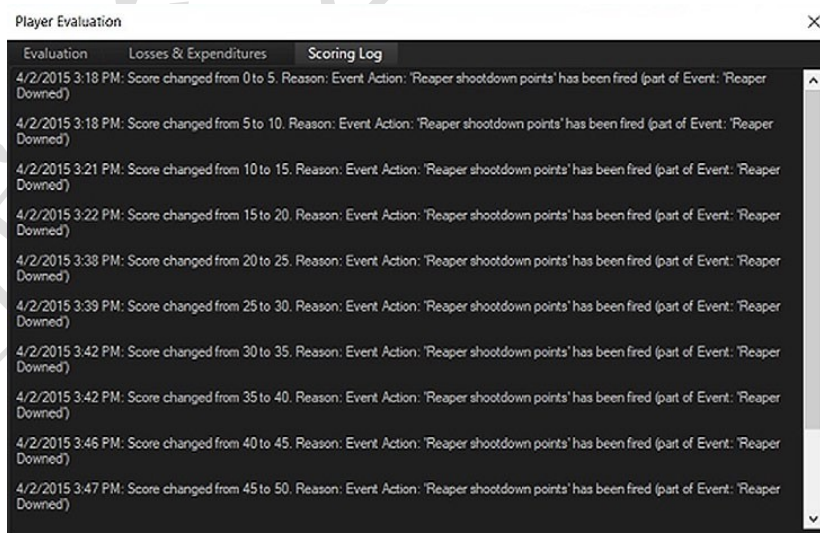 Player Evaluation
Evaluation Losses & Expenditures Scoring Log
4/2/2015 3:18 PM: Score changed from 0 to 5. Reason: Event Action: 'Reaper shootdown points' has been fired (part of Event: 'Reaper
Downed')
4/2/2015 3:18 PM: Score changed from 5 to 10. Reason: Event Action: 'Reaper shootdown points' has been fired (part of Event: 'Reaper
Downed')
4/2/2015 3:21 PM: Score changed from 10 to 15. Reason: Event Action: 'Reaper shootdown points' has been fired (part of Event: 'Reaper
Downed')
4/2/2015 3:22 PM: Score changed from 15 to 20. Reason: Event Action: 'Reaper shootdown points' has been fired (part of Event: 'Reaper
Downed')
4/2/2015 3:38 PM: Score changed from 20 to 25. Reason: Event Action: 'Reaper shootdown points' has been fired (part of Event: 'Reaper
Downed')
4/2/2015 3:39 PM: Score changed from 25 to 30. Reason: Event Action: 'Reaper shootdown points' has been fired (part of Event: 'Reaper
Downed')
4/2/2015 3:42 PM: Score changed from 30 to 35. Reason: Event Action: 'Reaper shootdown points' has been fired (part of Event: 'Reaper
Downed')
4/2/2015 3:42 PM: Score changed from 35 to 40. Reason: Event Action: 'Reaper shootdown points' has been fired (part of Event: 'Reaper
Downed')
4/2/2015 3:46 PM: Score changed from 40 to 45. Reason: Event Action: 'Reaper shootdown points' has been fired (part of Event: 'Reaper
Downed')
4/2/2015 3:47 PM: Score changed from 45 to 50. Reason: Event Action: 'Reaper shootdown points' has been fired (part of Event: 'Reaper
Downed')